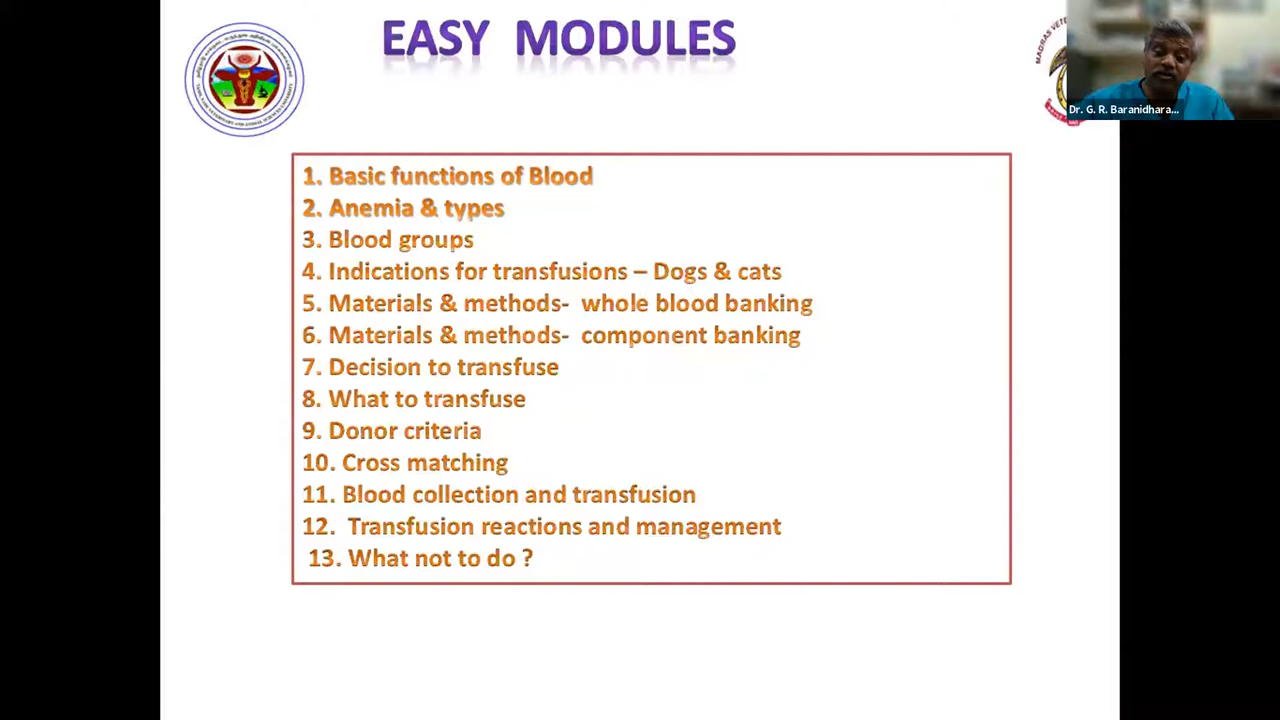 EASY MODULES
MADRAS VETE
Dr. G. R. Baranidhara...
1. Basic functions of Blood
2. Anemia & types
3. Blood groups
4. Indications for transfusions – Dogs & cats
5. Materials & methods- whole blood banking
6. Materials & methods- component banking
7. Decision to transfuse
8. What to transfuse
9. Donor criteria
10. Cross matching
11. Blood collection and transfusion
12. Transfusion reactions and management
13. What not to do ?